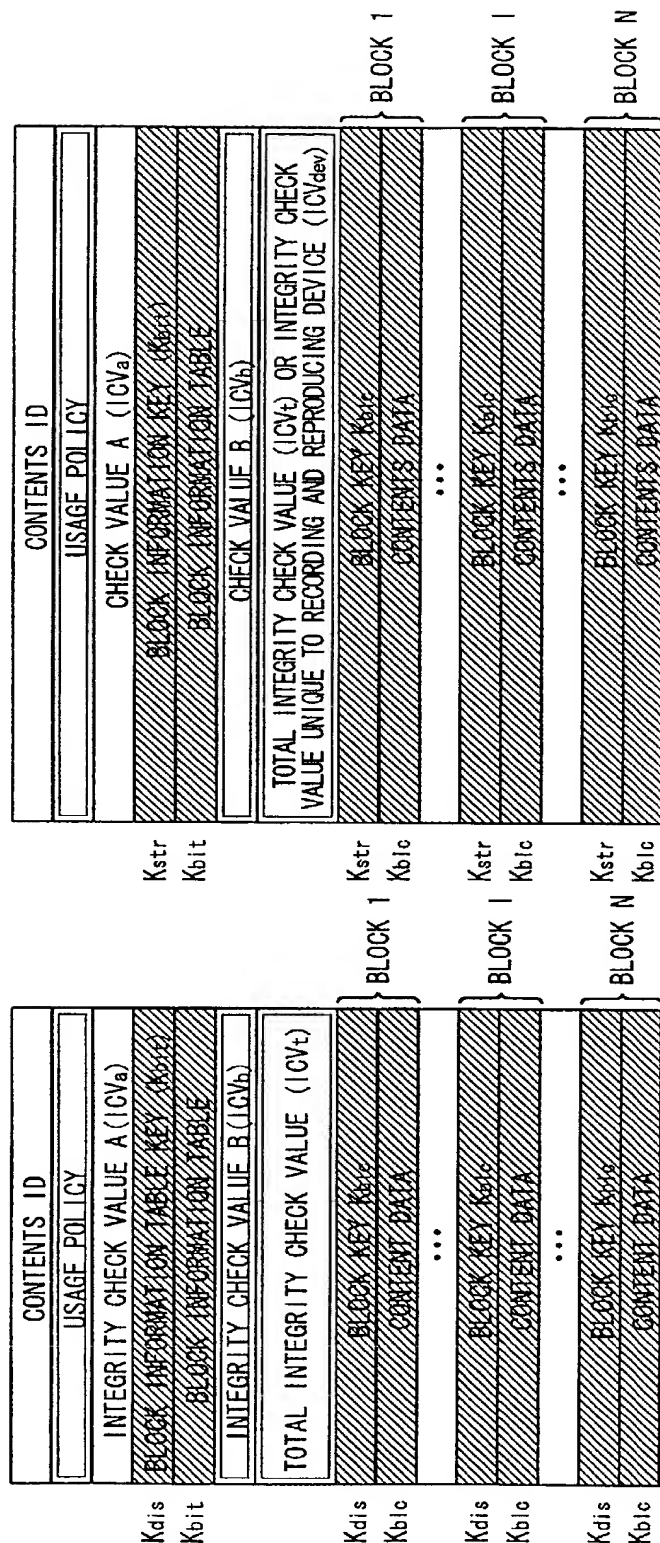 CONTENTS ID
USAGE POLICY
INTEGRITY CHECK VALUE A(ICVa)
Kdis
BLOCK INFORMATION TABLE KEY (Kbit)
Kbit
BLOCK INFORMATION TABLE
INTEGRITY CHECK VALUE B(ICVb)
TOTAL INTEGRITY CHECK VALUE (ICVt)
Kdis
BLOCK KEY Kblc
Kblc
CONTENT DATA
BLOCK 1
•••
Kdis
BLOCK KEY Kblc
Kblc
CONTENT DATA
BLOCK I
•••
Kdis
BLOCK KEY Kblc
Kblc
CONTENT DATA
BLOCK N
CONTENTS ID
USAGE POLICY
CHECK VALUE A (ICVa)
Kstr
BLOCK INFORMATION KEY (Kbit)
Kbit
BLOCK INFORMATION TABLE
CHECK VALUE B (ICVb)
TOTAL INTEGRITY CHECK VALUE (ICVt) OR INTEGRITY CHECK
VALUE UNIQUE TO RECORDING AND REPRODUCING DEVICE (ICVdev)
Kstr
BLOCK KEY Kblc
Kblc
CONTENTS DATA
BLOCK 1
•••
Kstr
BLOCK KEY Kblc
Kblc
CONTENTS DATA
BLOCK I
•••
Kstr
BLOCK KEY Kblc
Kblc
CONTENTS DATA
BLOCK N